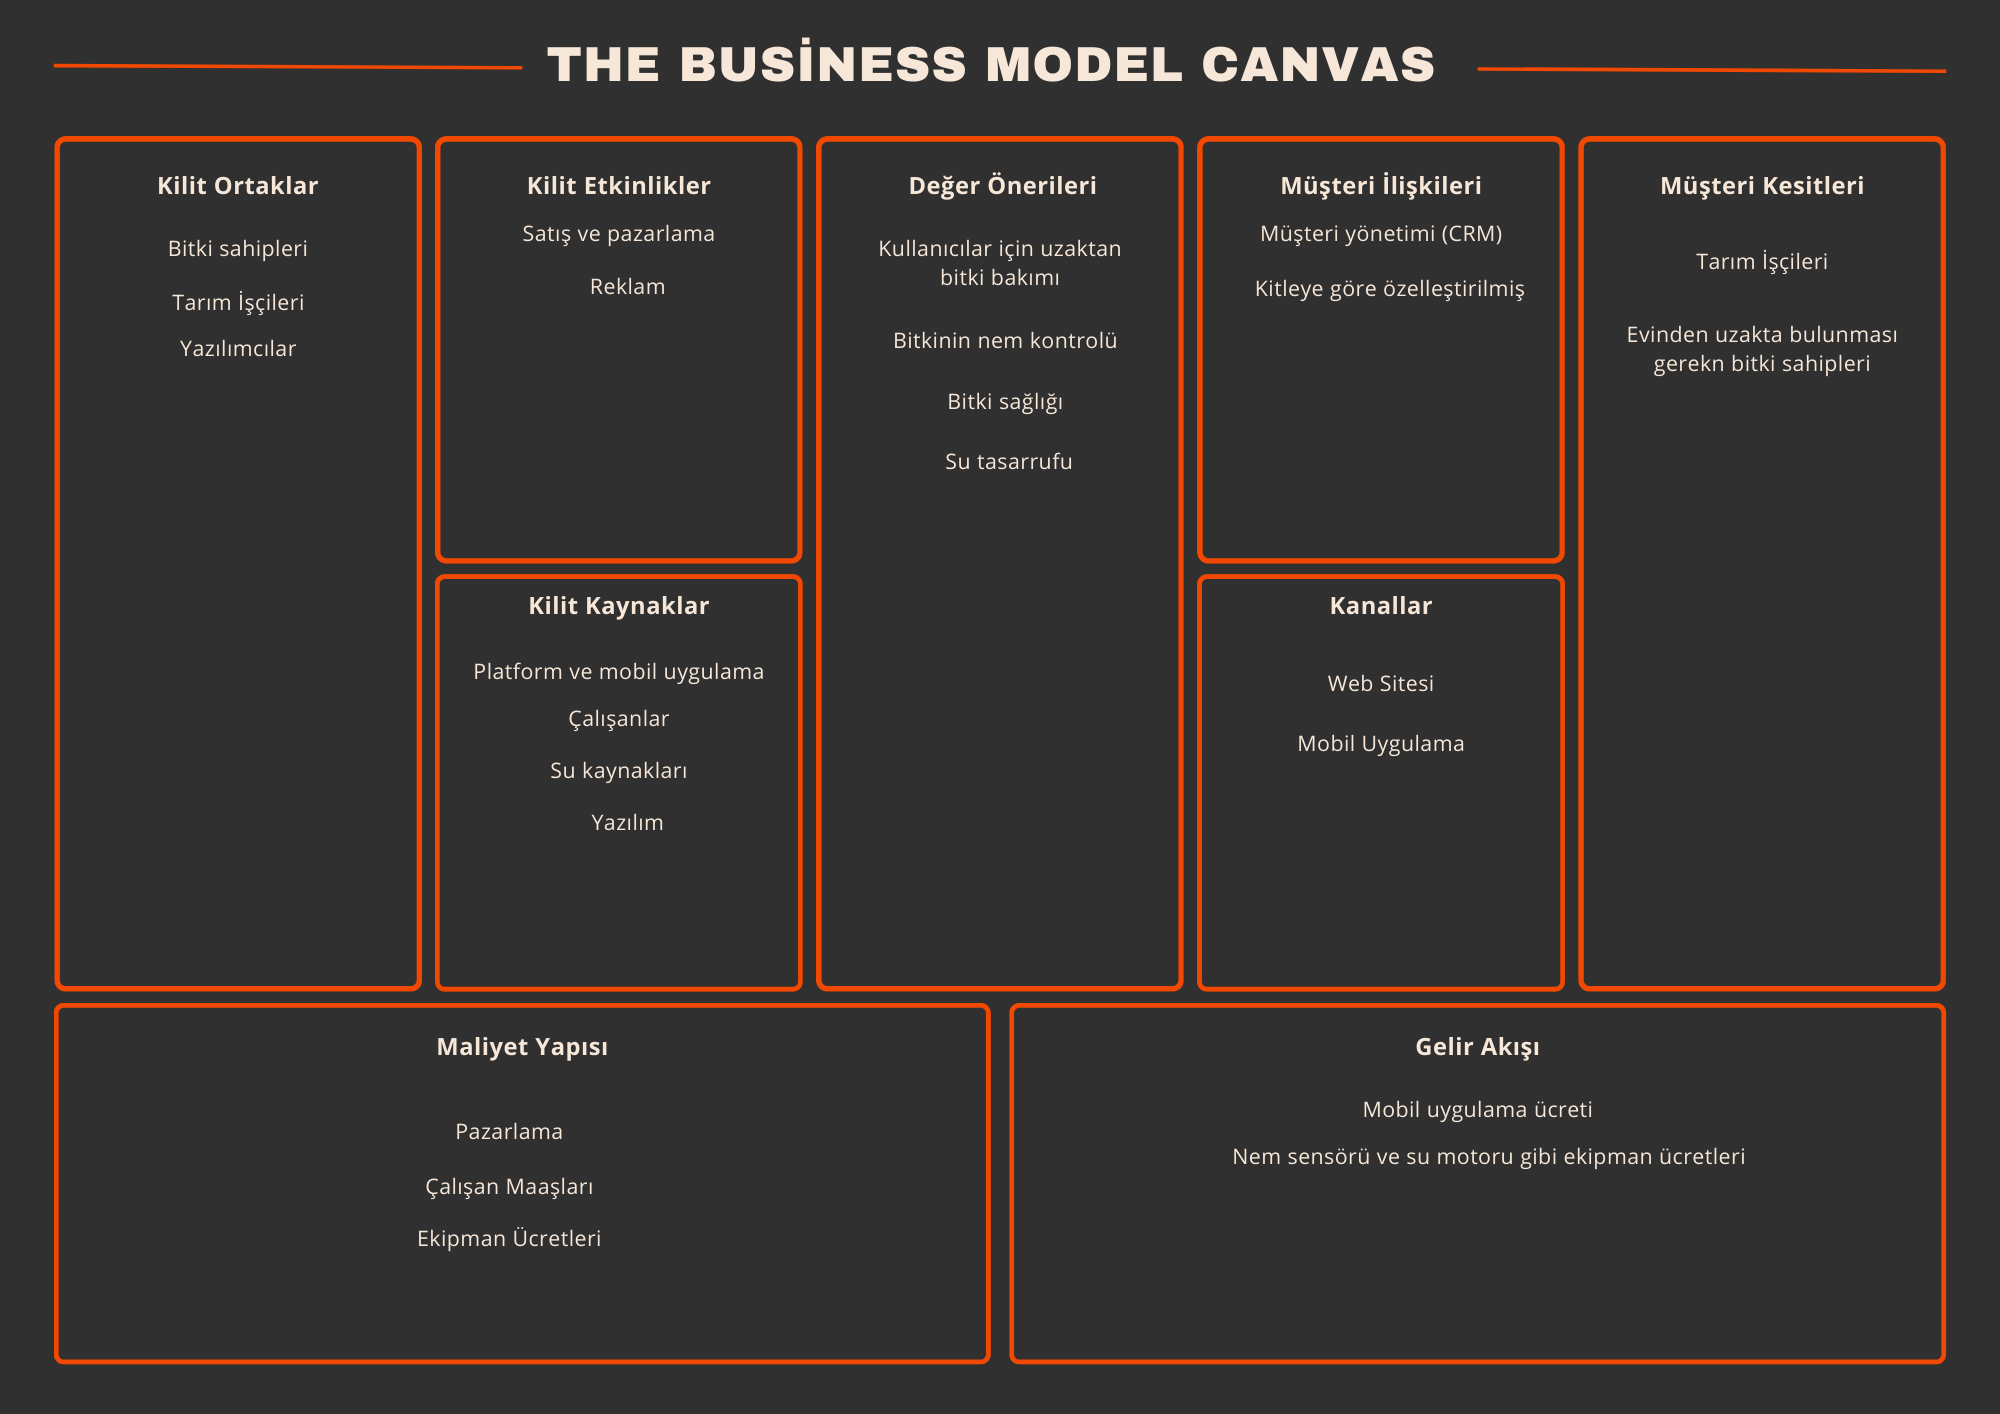 THE BUSİNESS MODEL CANVAS
Kilit Ortaklar
Bitki sahipleri
Tarım İşçileri
Yazılımcılar
Kilit Etkinlikler
Satış ve pazarlama
Reklam
Kilit Kaynaklar
Platform ve mobil uygulama
Çalışanlar
Su kaynakları
Yazılım
Değer Önerileri
Kullanıcılar için uzaktan
bitki bakımı
Bitkinin nem kontrolü
Bitki sağlığı
Su tasarrufu
Müşteri İlişkileri
Müşteri yönetimi (CRM)
Kitleye göre özelleştirilmiş
Kanallar
Web Sitesi
Mobil Uygulama
Müşteri Kesitleri
Tarım İşçileri
Evinden uzakta bulunması
gerekn bitki sahipleri
Maliyet Yapısı
Pazarlama
Çalışan Maaşları
Ekipman Ücretleri
Gelir Akışı
Mobil uygulama ücreti
Nem sensörü ve su motoru gibi ekipman ücretleri